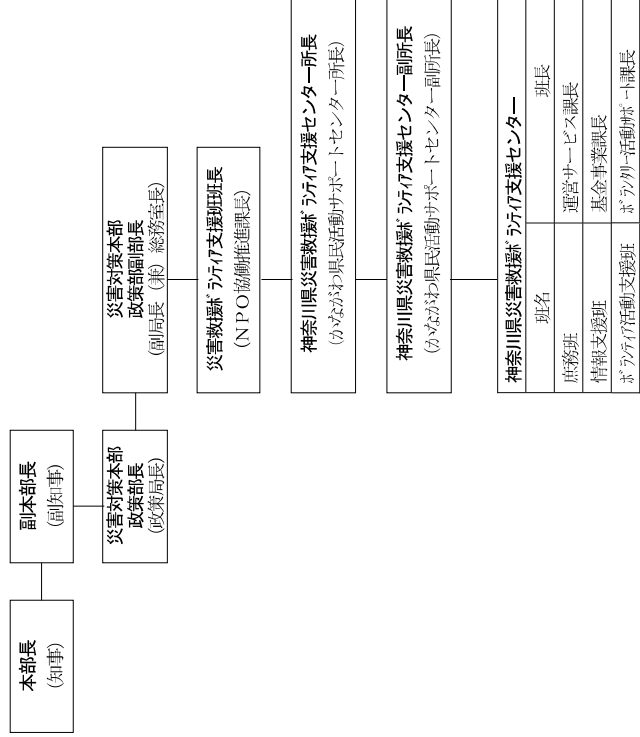 本部長
(知事)
副本部長
(副知事)
災害対策本部
政策部長
(政策局長)
災害対策本部
政策部副部長
(副局長(兼)総務室長)
災害救援ボランティア支援班班長
(NPO協働推進課長)
神奈川県災害救援ボランティア支援センター所長
(かながわ県民活動サポートセンター所長)
神奈川県災害救援ボランティア支援センター副所長
(かながわ県民活動サポートセンター副所長)
神奈川県災害救援ボランティア支援センター
班名 班長
庶務班 運営サービス課長
情報支援班 基金事業課長
ボランティア活動支援班 ボランタリー活動サポート課長